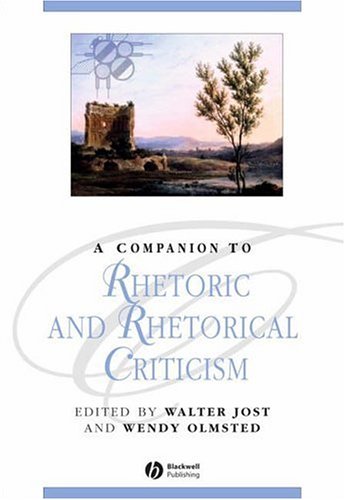 A COMPANION TO
RHETORIC
AND RHETORICAL
CRITICISM
EDITED BY WALTER JOST
AND WENDY OLMSTED
Blackwell
Publishing